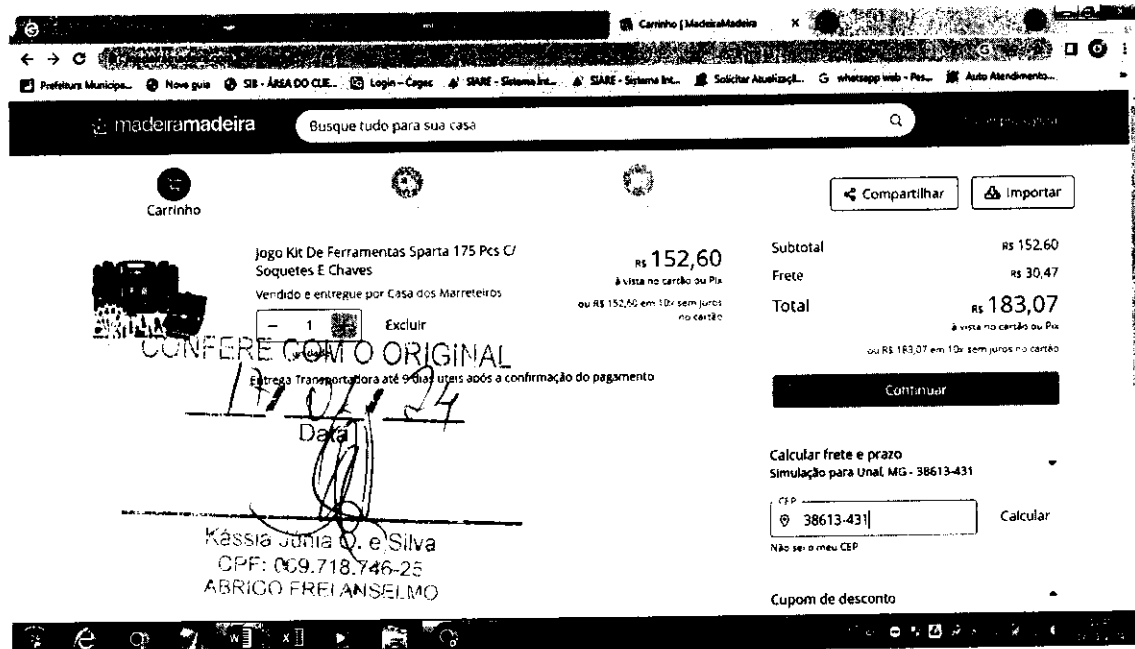 Carrinho | MadeiraMadeira
Prefeitura Municipa... Nova guia SIB - ÁREA DO CLIE... Login – Cagec SIARE - Sistema Int... SIARE - Sistema Int... Solicitar Atualizaçã... whatsapp web - Pes... Auto Atendimento...
madeiramadeira
Busque tudo para sua casa
Carrinho
Compartilhar
Importar
Jogo Kit De Ferramentas Sparta 175 Pcs C/
Soquetes E Chaves
Vendido e entregue por Casa dos Marreteiros
- 1
Excluir
R$ 152,60
à vista no cartão ou Pix
ou R$ 152,60 em 10x sem juros
no cartão
Entrega Transportadora até 9 dias úteis após a confirmação do pagamento
Subtotal R$ 152,60
Frete R$ 30,47
Total R$ 183,07
à vista no cartão ou Pix
ou R$ 183,07 em 10x sem juros no cartão
Continuar
Calcular frete e prazo
Simulação para Unaí, MG - 38613-431
CEP
38613-431
Calcular
Não sei o meu CEP
Cupom de desconto
CONFERE COM O ORIGINAL
Data
Kássia Júnia O. e Silva
CPF: 069.718.746-25
ABRIGO FREI ANSELMO